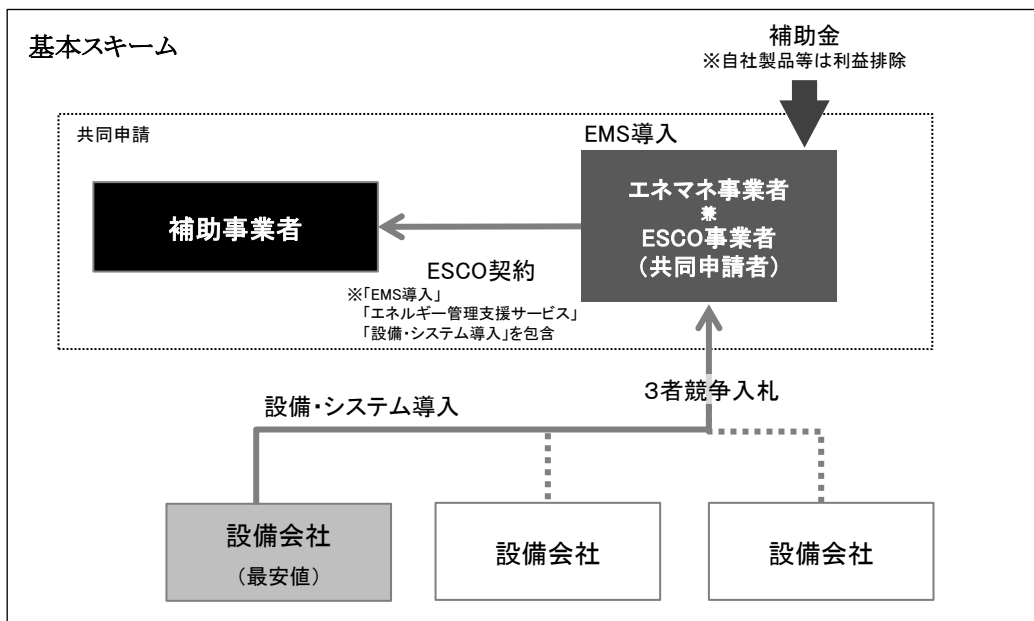 基本スキーム
補助金
※自社製品等は利益排除
共同申請
EMS導入
補助事業者
エネマネ事業者
兼
ESCO事業者
（共同申請者）
ESCO契約
※「EMS導入」
「エネルギー管理支援サービス」
「設備・システム導入」を包含
３者競争入札
設備・システム導入
設備会社
（最安値）
設備会社
設備会社